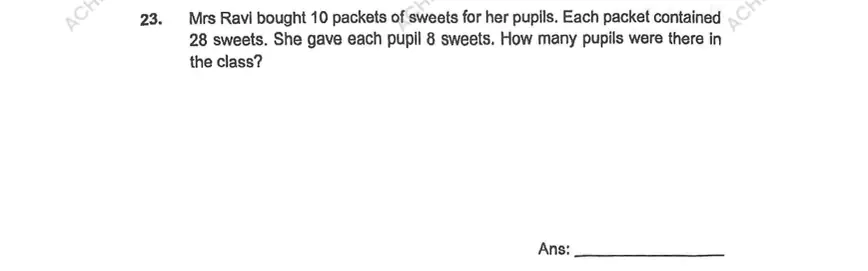 23. Mrs Ravi bought 10 packets of sweets for her pupils. Each packet contained
28 sweets. She gave each pupil 8 sweets. How many pupils were there in
the class?
Ans: